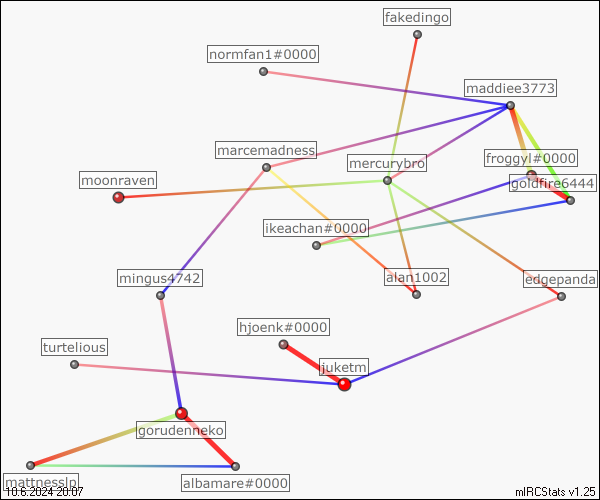 fakedingo
normfan1#0000
maddiee3773
marcemadness
mercurybro
froggyl#0000
moonraven
goldfire6444
ikeachan#0000
mingus4742
alan1002
edgepanda
hjoenk#0000
turtelious
juketm
gorudenneko
mattnesslp
albamare#0000
10.6.2024 20:07
mIRCStats v1.25